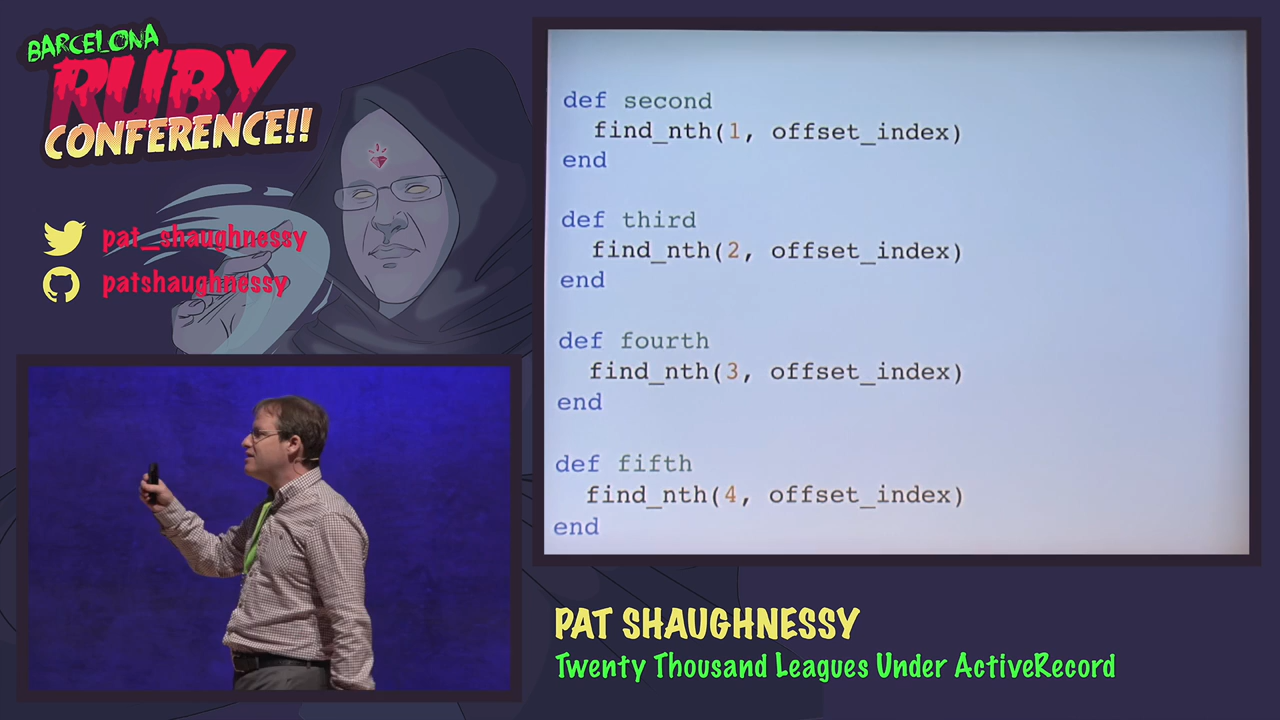 BARCELONA
RUBY
CONFERENCE!!
pat_shaughnessy
patshaughnessy
def second
  find_nth(1, offset_index)
end
def third
  find_nth(2, offset_index)
end
def fourth
  find_nth(3, offset_index)
end
def fifth
  find_nth(4, offset_index)
end
PAT SHAUGHNESSY
Twenty Thousand Leagues Under ActiveRecord